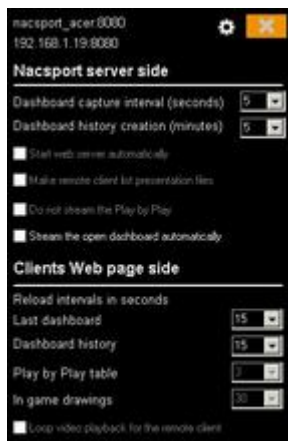 nacsport_acer:8080
192.168.1.19:8080
Nacsport server side
Dashboard capture interval (seconds) 5
Dashboard history creation (minutes) 5
Start web server automatically
Make remote client list presentation files
Do not stream the Play by Play
Stream the open dashboard automatically
Clients Web page side
Reload intervals in seconds
Last dashboard 15
Dashboard history 15
Play by Play table 3
In game drawings 30
Loop video playback for the remote client